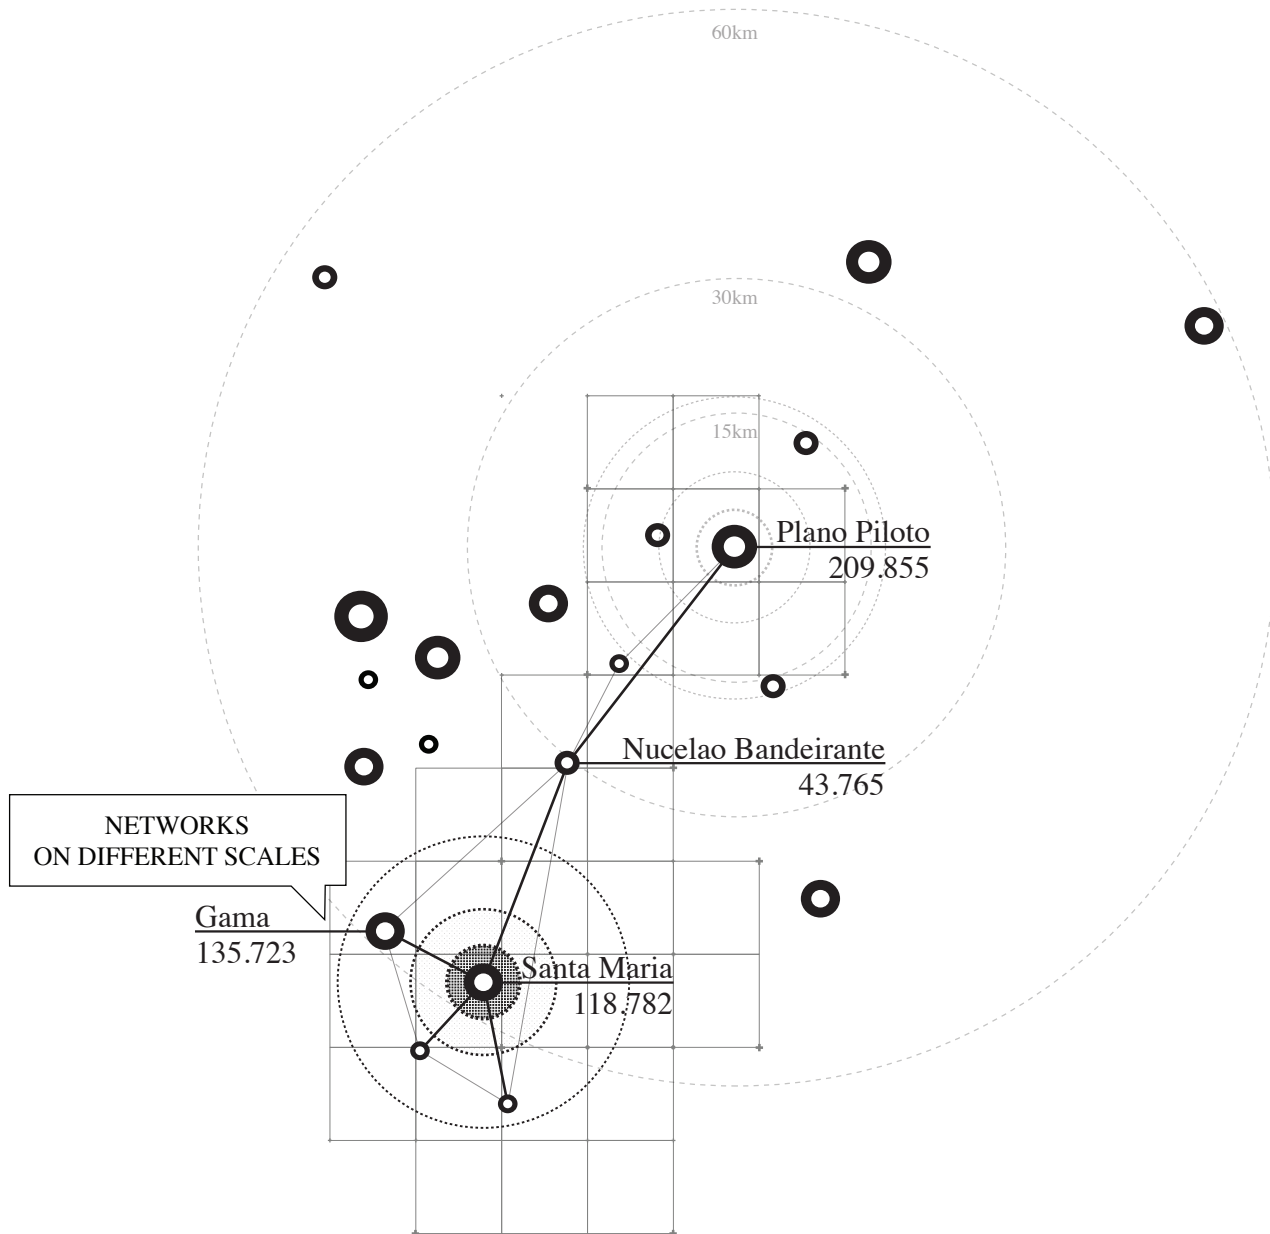 60km
30km
15km
Plano Piloto
209.855
Nucelao Bandeirante
43.765
NETWORKS
ON DIFFERENT SCALES
Gama
135.723
Santa Maria
118.782